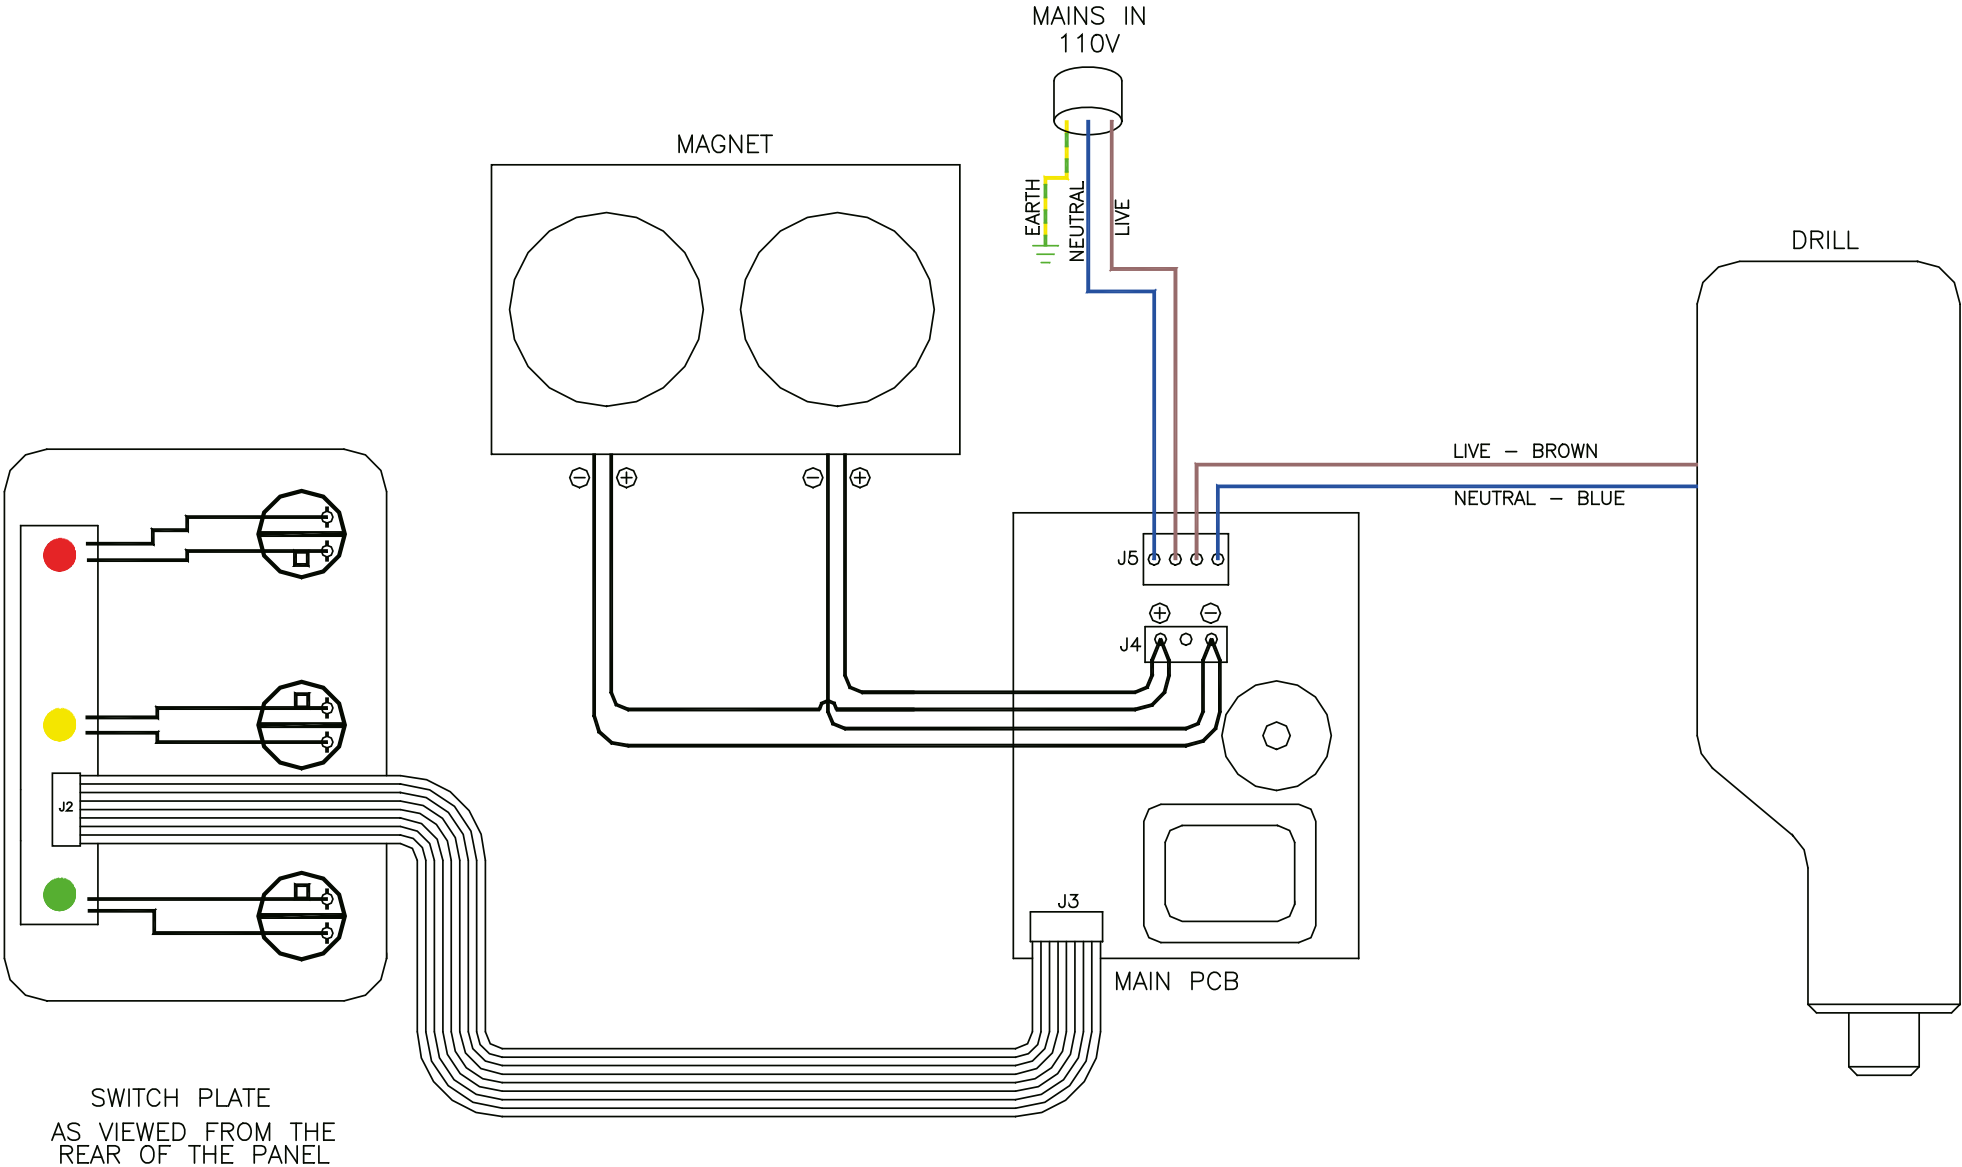 MAINS IN
110V
MAGNET
EARTH
NEUTRAL
LIVE
DRILL
LIVE - BROWN
NEUTRAL - BLUE
J5
J4
J2
J3
MAIN PCB
SWITCH PLATE
AS VIEWED FROM THE
REAR OF THE PANEL